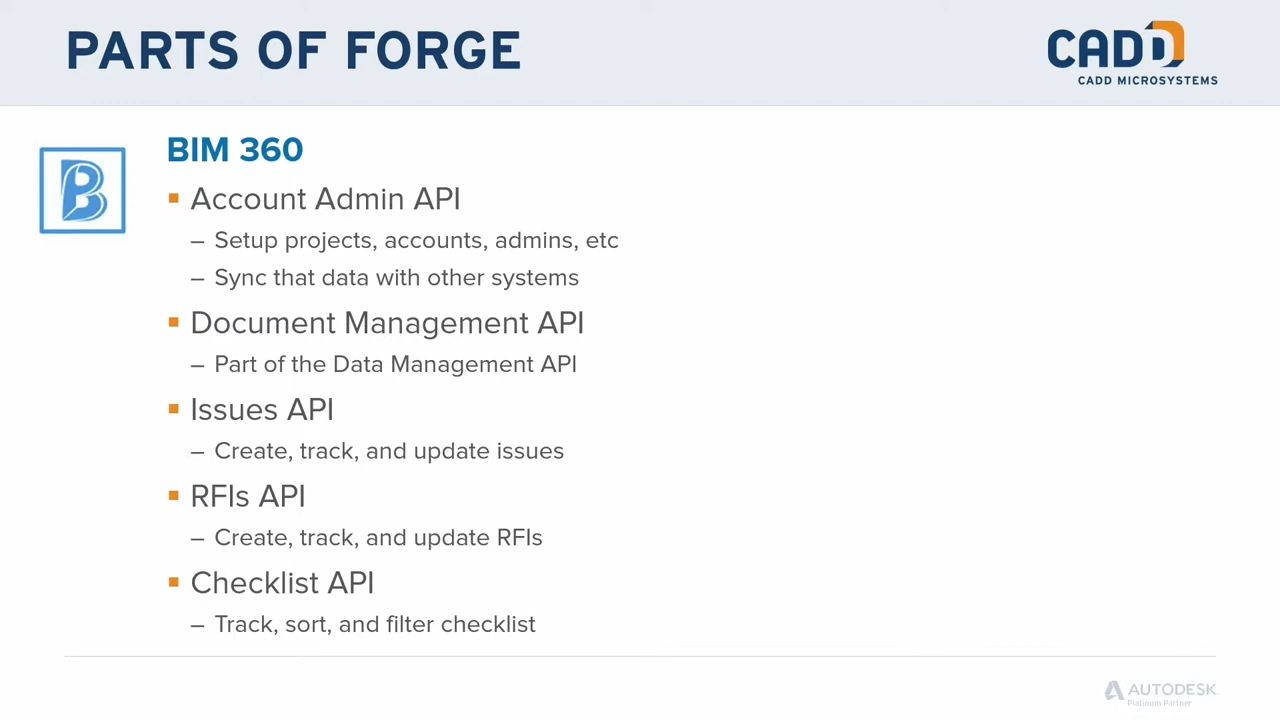 PARTS OF FORGE
CADD
CADD MICROSYSTEMS
BIM 360
B
▪ Account Admin API
– Setup projects, accounts, admins, etc
– Sync that data with other systems
▪ Document Management API
– Part of the Data Management API
▪ Issues API
– Create, track, and update issues
▪ RFIs API
– Create, track, and update RFIs
▪ Checklist API
– Track, sort, and filter checklist
AUTODESK
Platinum Partner